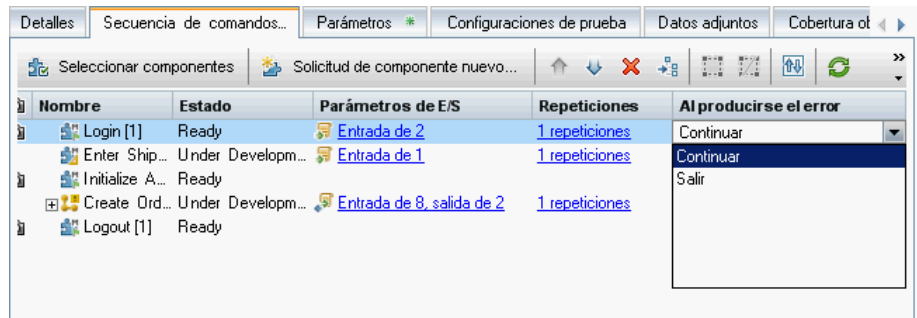 Detalles Secuencia de comandos... Parámetros * Configuraciones de prueba Datos adjuntos Cobertura ob
Seleccionar componentes Solicitud de componente nuevo... »
Nombre Estado Parámetros de E/S Repeticiones Al producirse el error
Login [1] Ready Entrada de 2 1 repeticiones Continuar
Enter Ship... Under Developm... Entrada de 1 1 repeticiones Continuar
Initialize A... Ready Salir
Create Ord... Under Developm... Entrada de 8, salida de 2 1 repeticiones
Logout [1] Ready